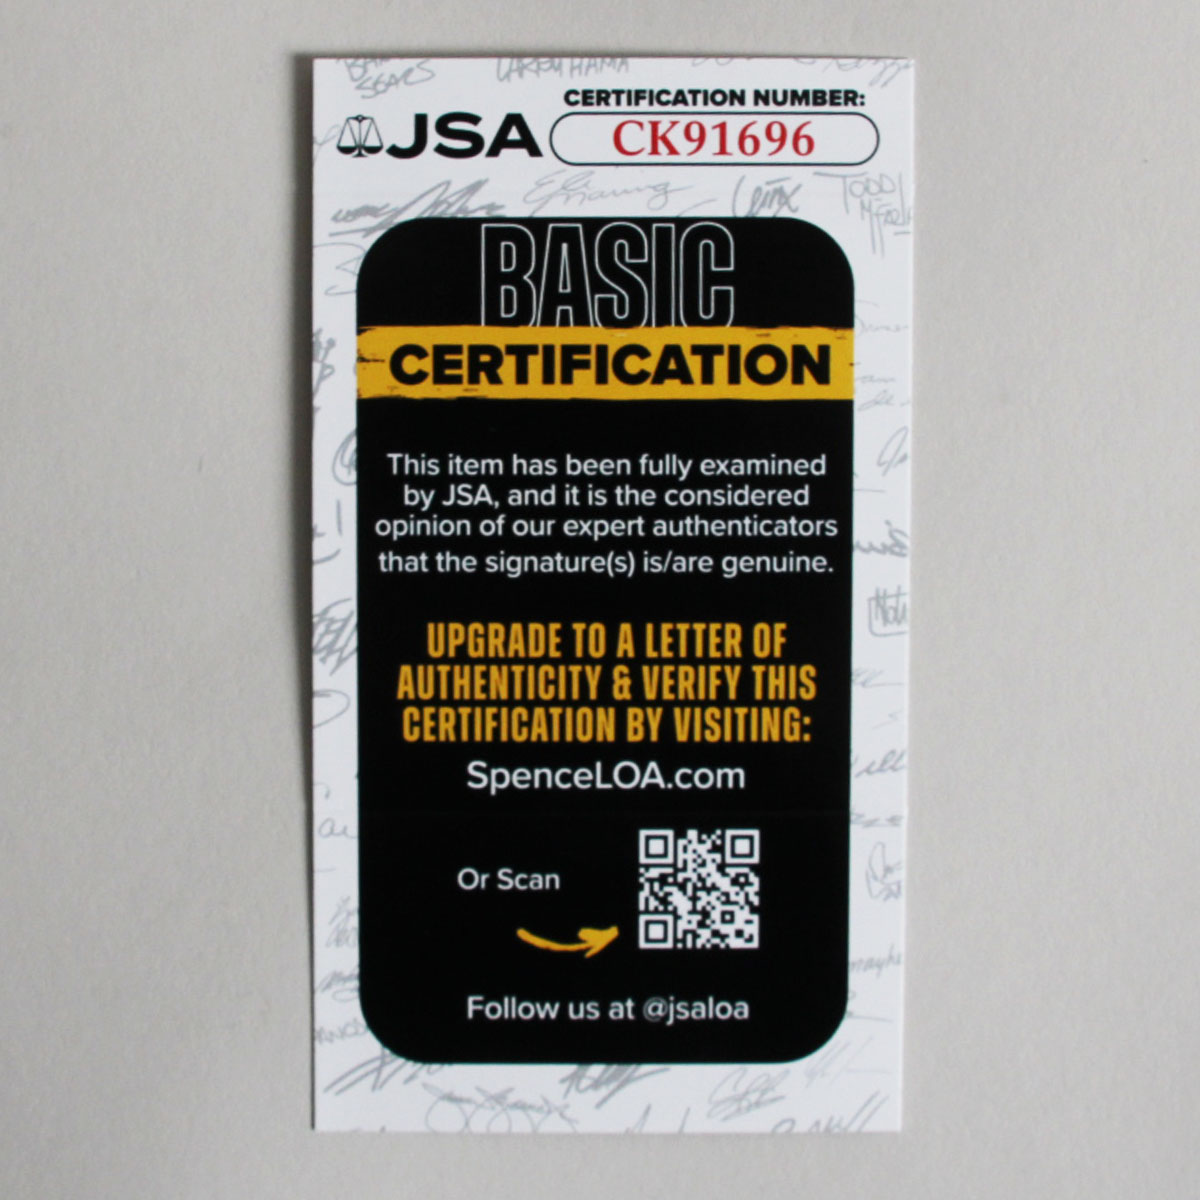 CERTIFICATION NUMBER:
JSA
CK91696
BASIC
CERTIFICATION
This item has been fully examined
by JSA, and it is the considered
opinion of our expert authenticators
that the signature(s) is/are genuine.
UPGRADE TO A LETTER OF
AUTHENTICITY & VERIFY THIS
CERTIFICATION BY VISITING:
SpenceLOA.com
Or Scan
Follow us at @jsaloa